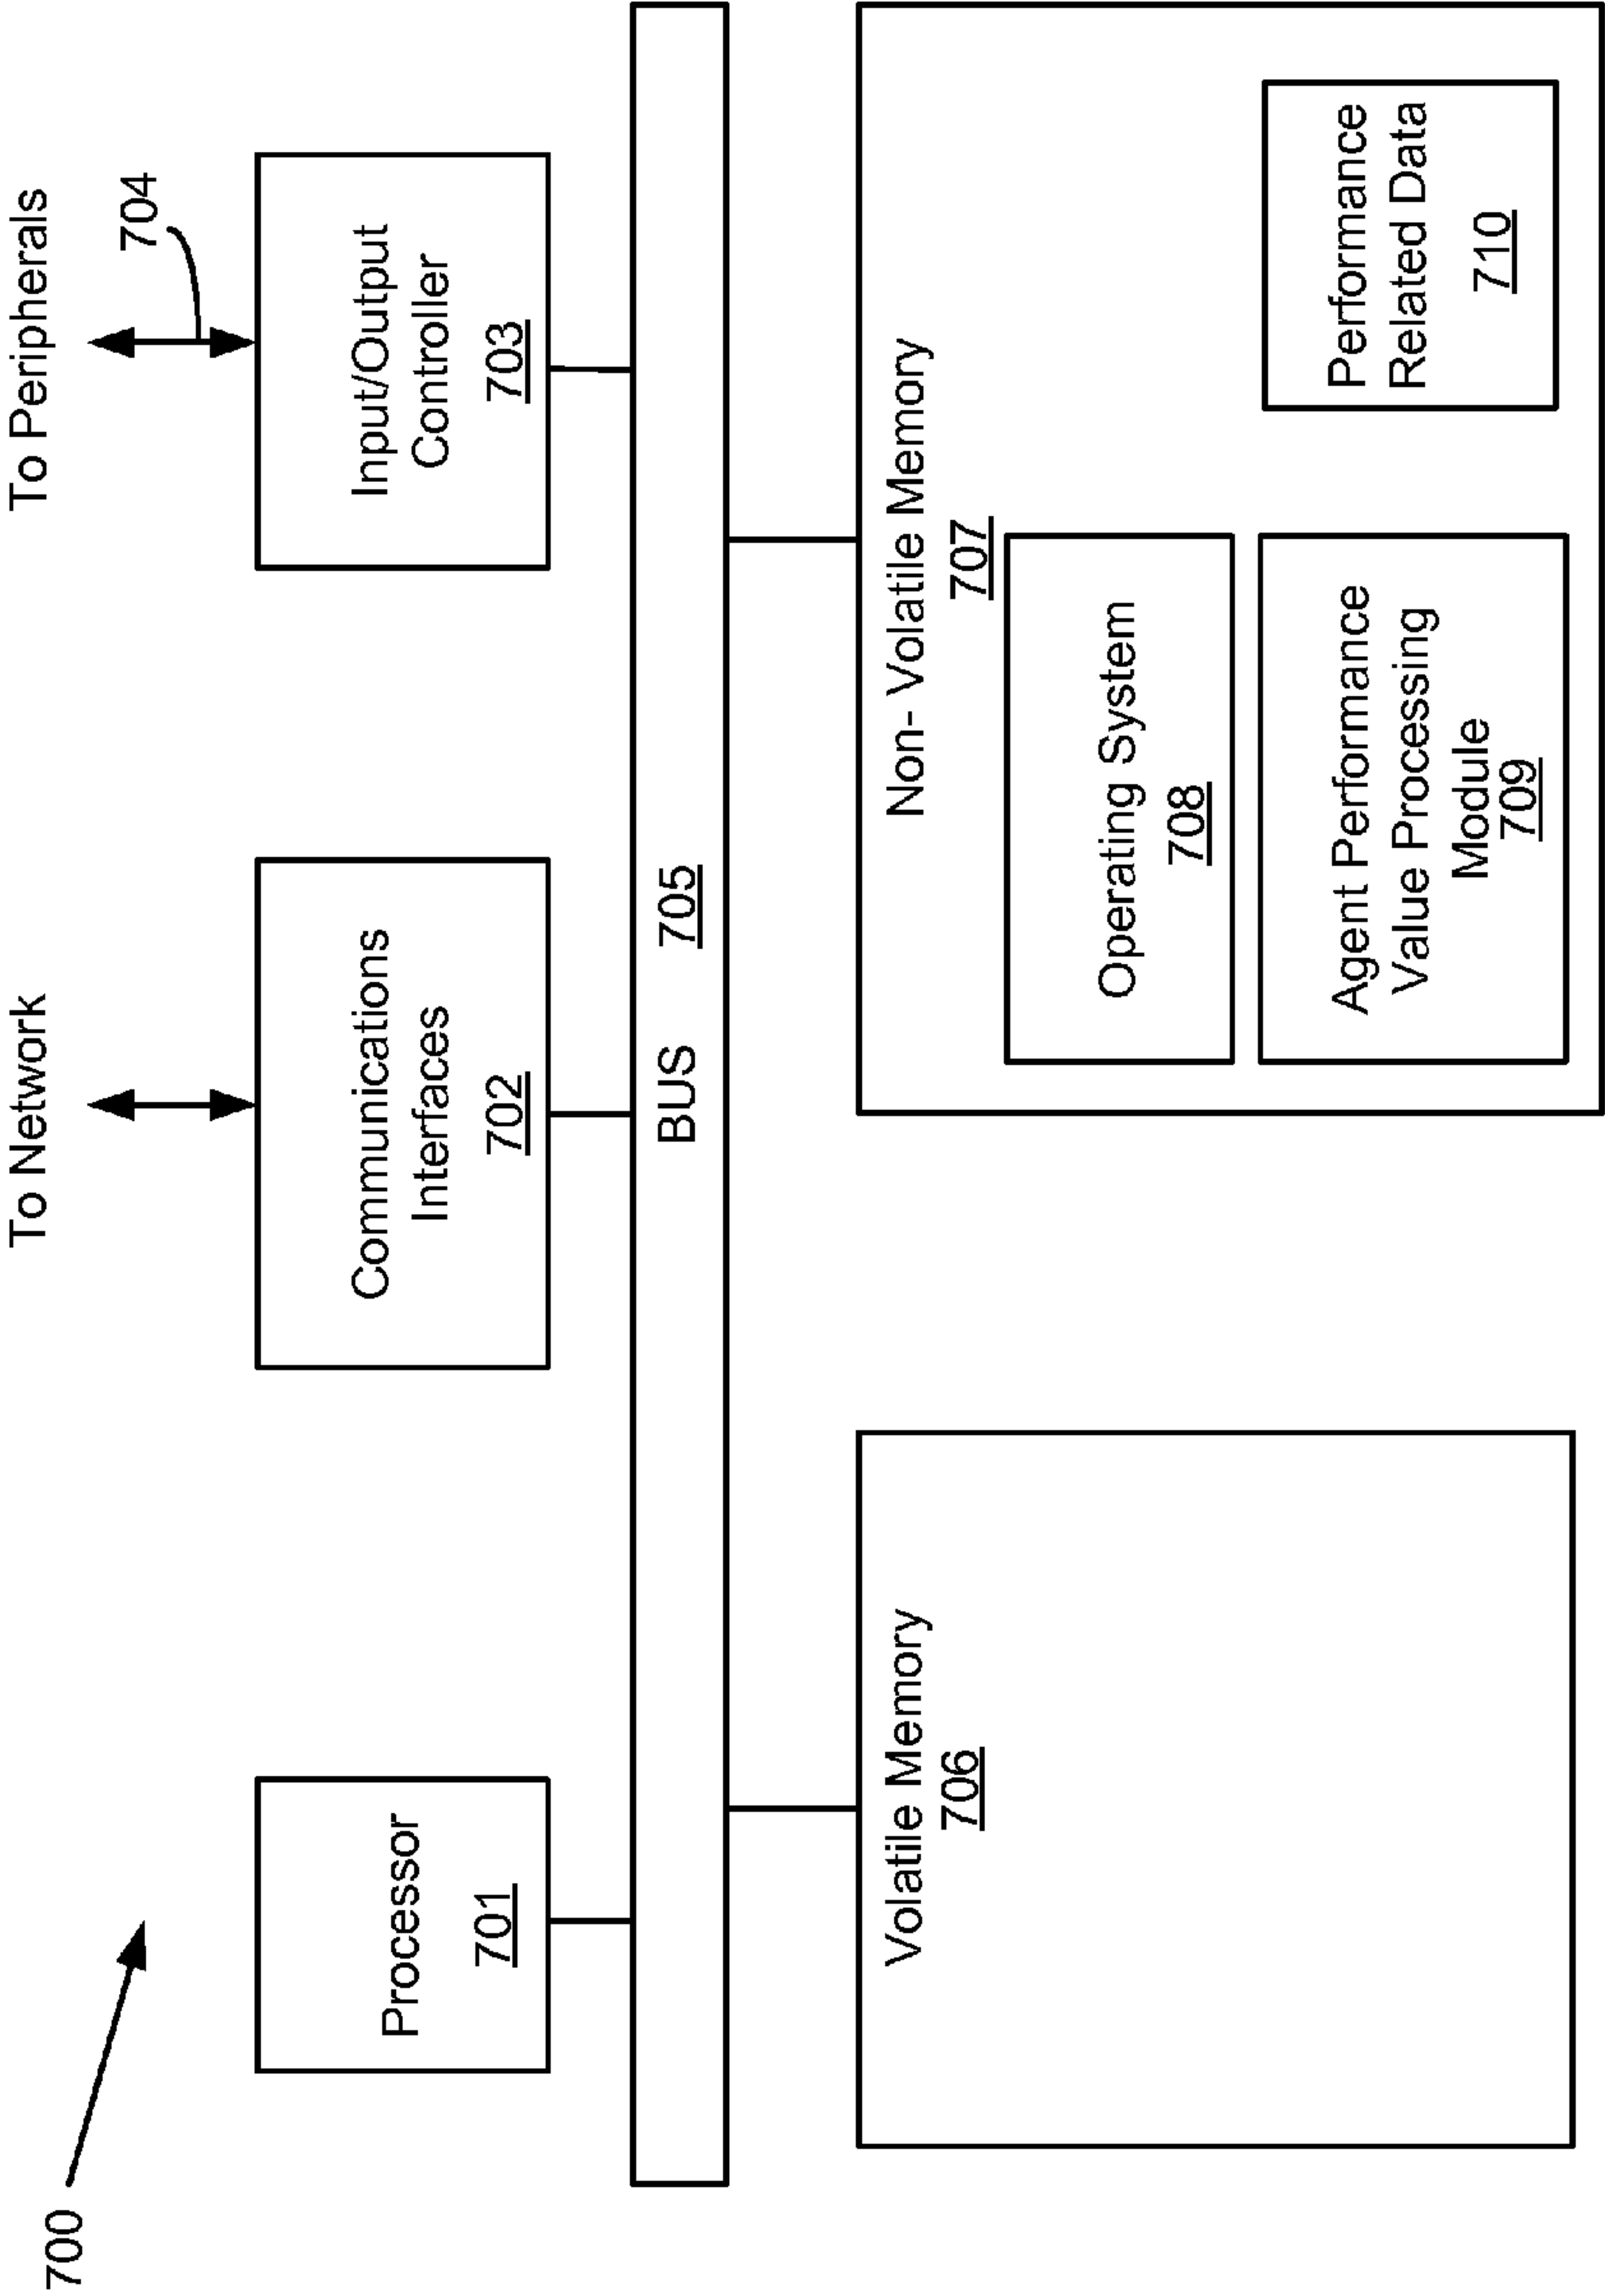 700
To Network
To Peripherals
704
Processor
701
Communications
Interfaces
702
Input/Output
Controller
703
BUS 705
Volatile Memory
706
Non- Volatile Memory
707
Operating System
708
Agent Performance
Value Processing
Module
709
Performance
Related Data
710